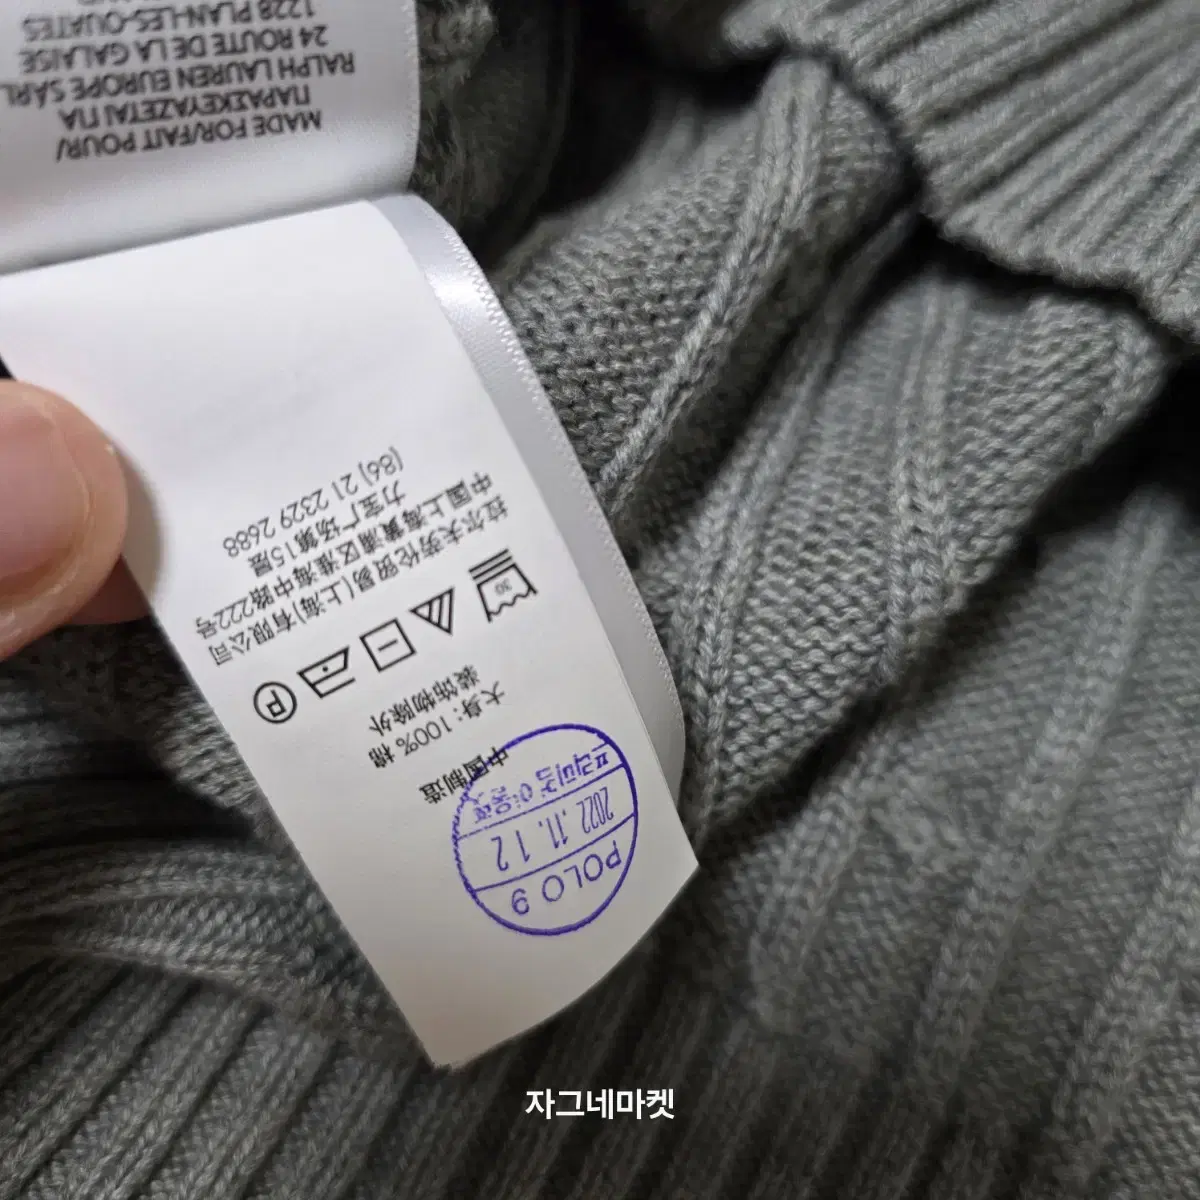 MADE FOR/FAIT POUR/
ΠΑΡΑΣΚΕΥΑΖΕΤΑΙ ΓΙΑ
RALPH LAUREN EUROPE SÀRL
24 ROUTE DE LA GALAISE
1228 PLAN-LES-OUATES
POLO 9
2022. 11. 12
中国制造
大身: 100% 棉
装饰物除外
30
P
拉尔夫劳伦贸易(上海)有限公司
中国上海黄浦区淮海中路222号
力宝广场第15层
(86) 21 2329 2688
자그네마켓